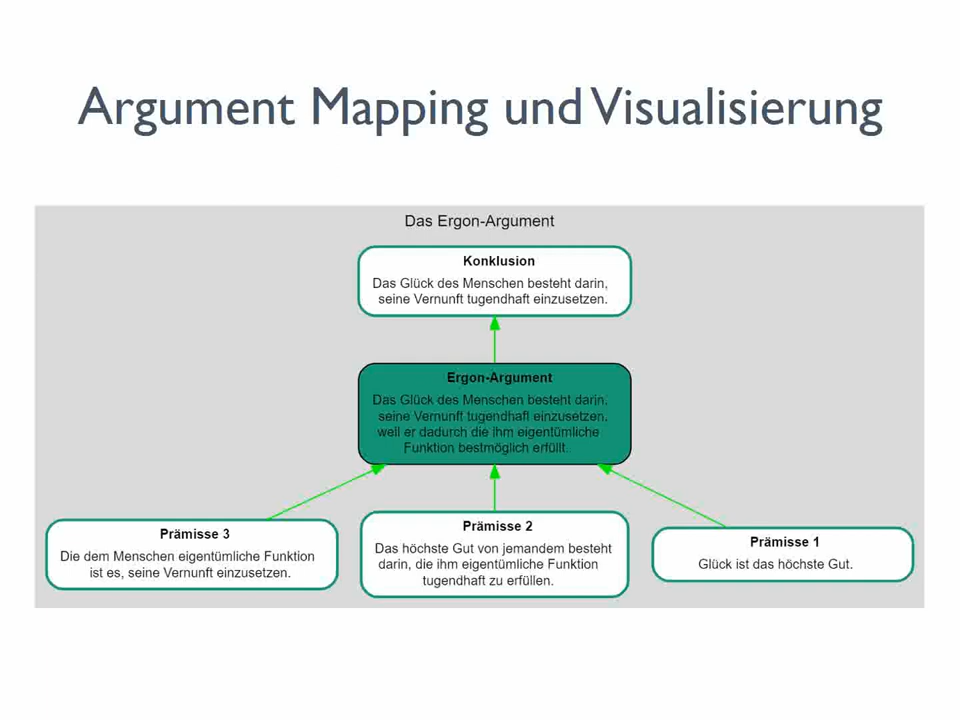 Argument Mapping und Visualisierung
Das Ergon-Argument
Konklusion
Das Glück des Menschen besteht darin,
seine Vernunft tugendhaft einzusetzen.
Ergon-Argument
Das Glück des Menschen besteht darin,
seine Vernunft tugendhaft einzusetzen,
weil er dadurch die ihm eigentümliche
Funktion bestmöglich erfüllt.
Prämisse 3
Die dem Menschen eigentümliche Funktion
ist es, seine Vernunft einzusetzen.
Prämisse 2
Das höchste Gut von jemandem besteht
darin, die ihm eigentümliche Funktion
tugendhaft zu erfüllen.
Prämisse 1
Glück ist das höchste Gut.